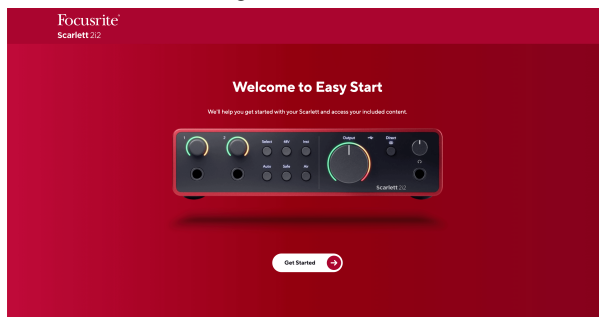 Focusrite®
Scarlett 2i2
Welcome to Easy Start
We'll help you get started with your Scarlett and access your included content.
1
2
Select
48V
Inst
Output
Direct
Auto
Safe
Air
Scarlett 2i2
Get Started